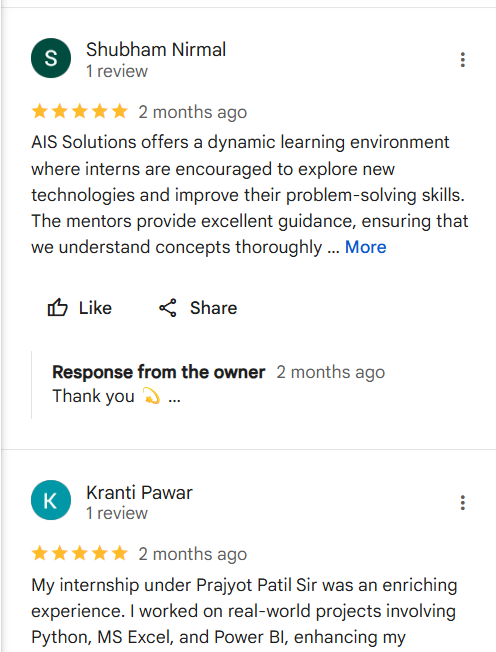 S
Shubham Nirmal
1 review
2 months ago
AIS Solutions offers a dynamic learning environment
where interns are encouraged to explore new
technologies and improve their problem-solving skills.
The mentors provide excellent guidance, ensuring that
we understand concepts thoroughly ... More
Like Share
Response from the owner 2 months ago
Thank you 💫 ...
K
Kranti Pawar
1 review
2 months ago
My internship under Prajyot Patil Sir was an enriching
experience. I worked on real-world projects involving
Python, MS Excel, and Power BI, enhancing my